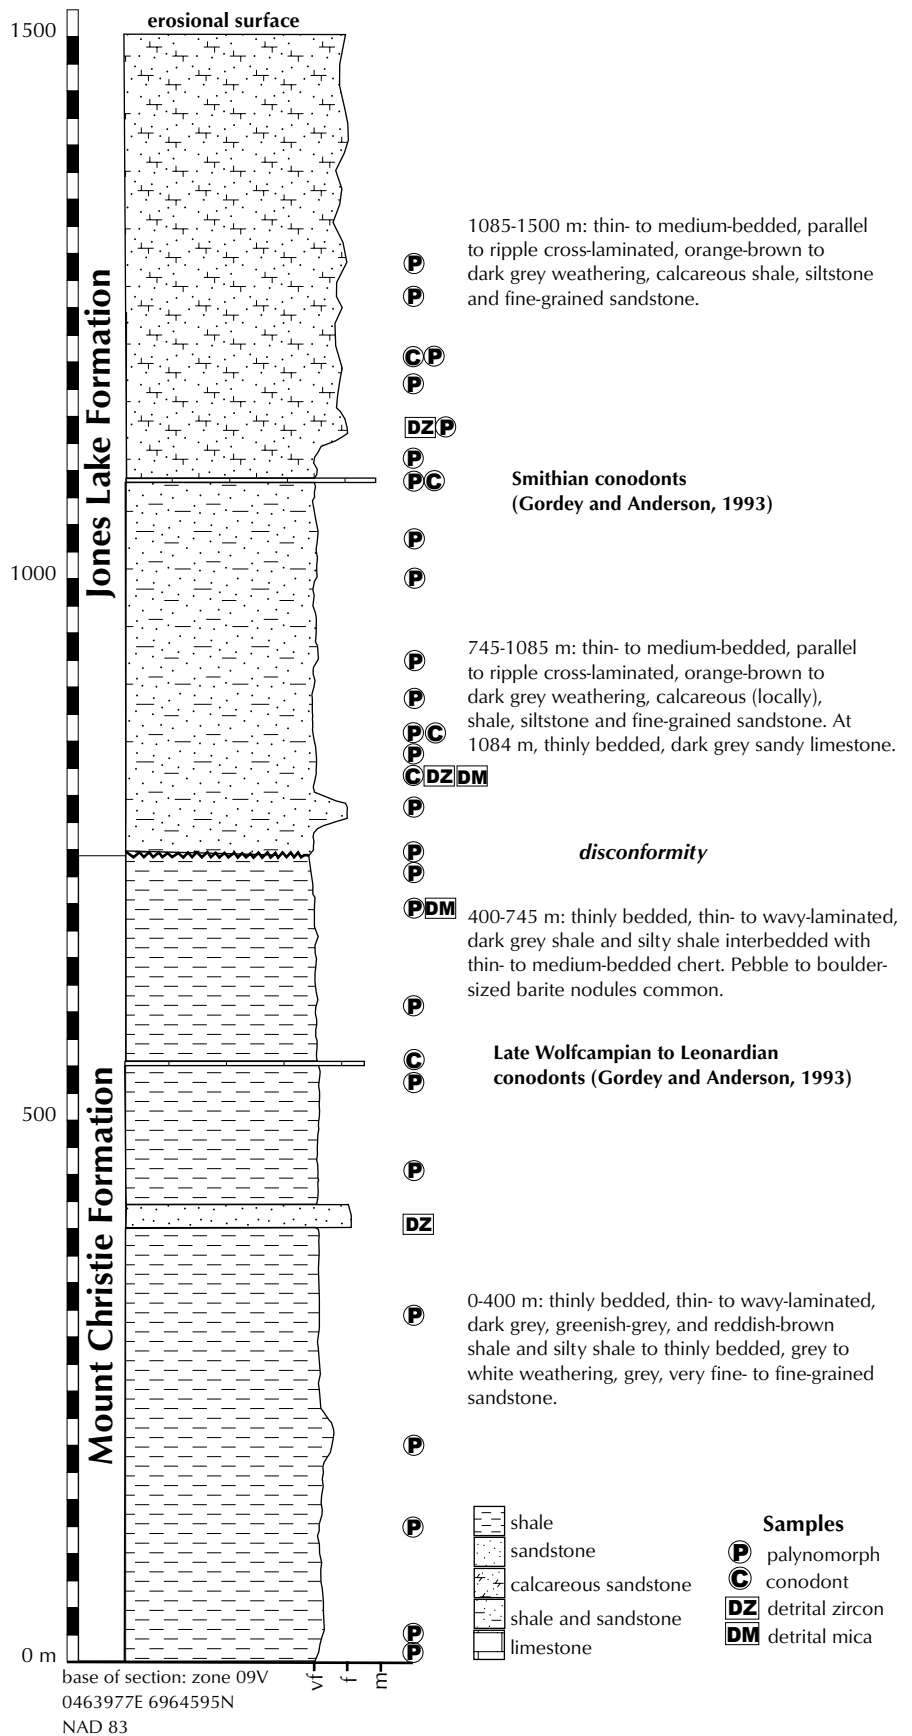 erosional surface
1500
1085-1500 m: thin- to medium-bedded, parallel
to ripple cross-laminated, orange-brown to
dark grey weathering, calcareous shale, siltstone
and fine-grained sandstone.
P
P
C P
P
DZ P
P
P C
Jones Lake Formation
Smithian conodonts
(Gordey and Anderson, 1993)
P
1000
P
745-1085 m: thin- to medium-bedded, parallel
to ripple cross-laminated, orange-brown to
dark grey weathering, calcareous (locally),
shale, siltstone and fine-grained sandstone. At
1084 m, thinly bedded, dark grey sandy limestone.
P
P
P C
P
C DZ DM
P
P
disconformity
P
P DM
400-745 m: thinly bedded, thin- to wavy-laminated,
dark grey shale and silty shale interbedded with
thin- to medium-bedded chert. Pebble to boulder-
sized barite nodules common.
P
C
Late Wolfcampian to Leonardian
conodonts (Gordey and Anderson, 1993)
P
500
P
Mount Christie Formation
DZ
0-400 m: thinly bedded, thin- to wavy-laminated,
dark grey, greenish-grey, and reddish-brown
shale and silty shale to thinly bedded, grey to
white weathering, grey, very fine- to fine-grained
sandstone.
P
P
P
P
P
0 m
vf f m
base of section: zone 09V
0463977E 6964595N
NAD 83
shale
sandstone
calcareous sandstone
shale and sandstone
limestone
Samples
P palynomorph
C conodont
DZ detrital zircon
DM detrital mica